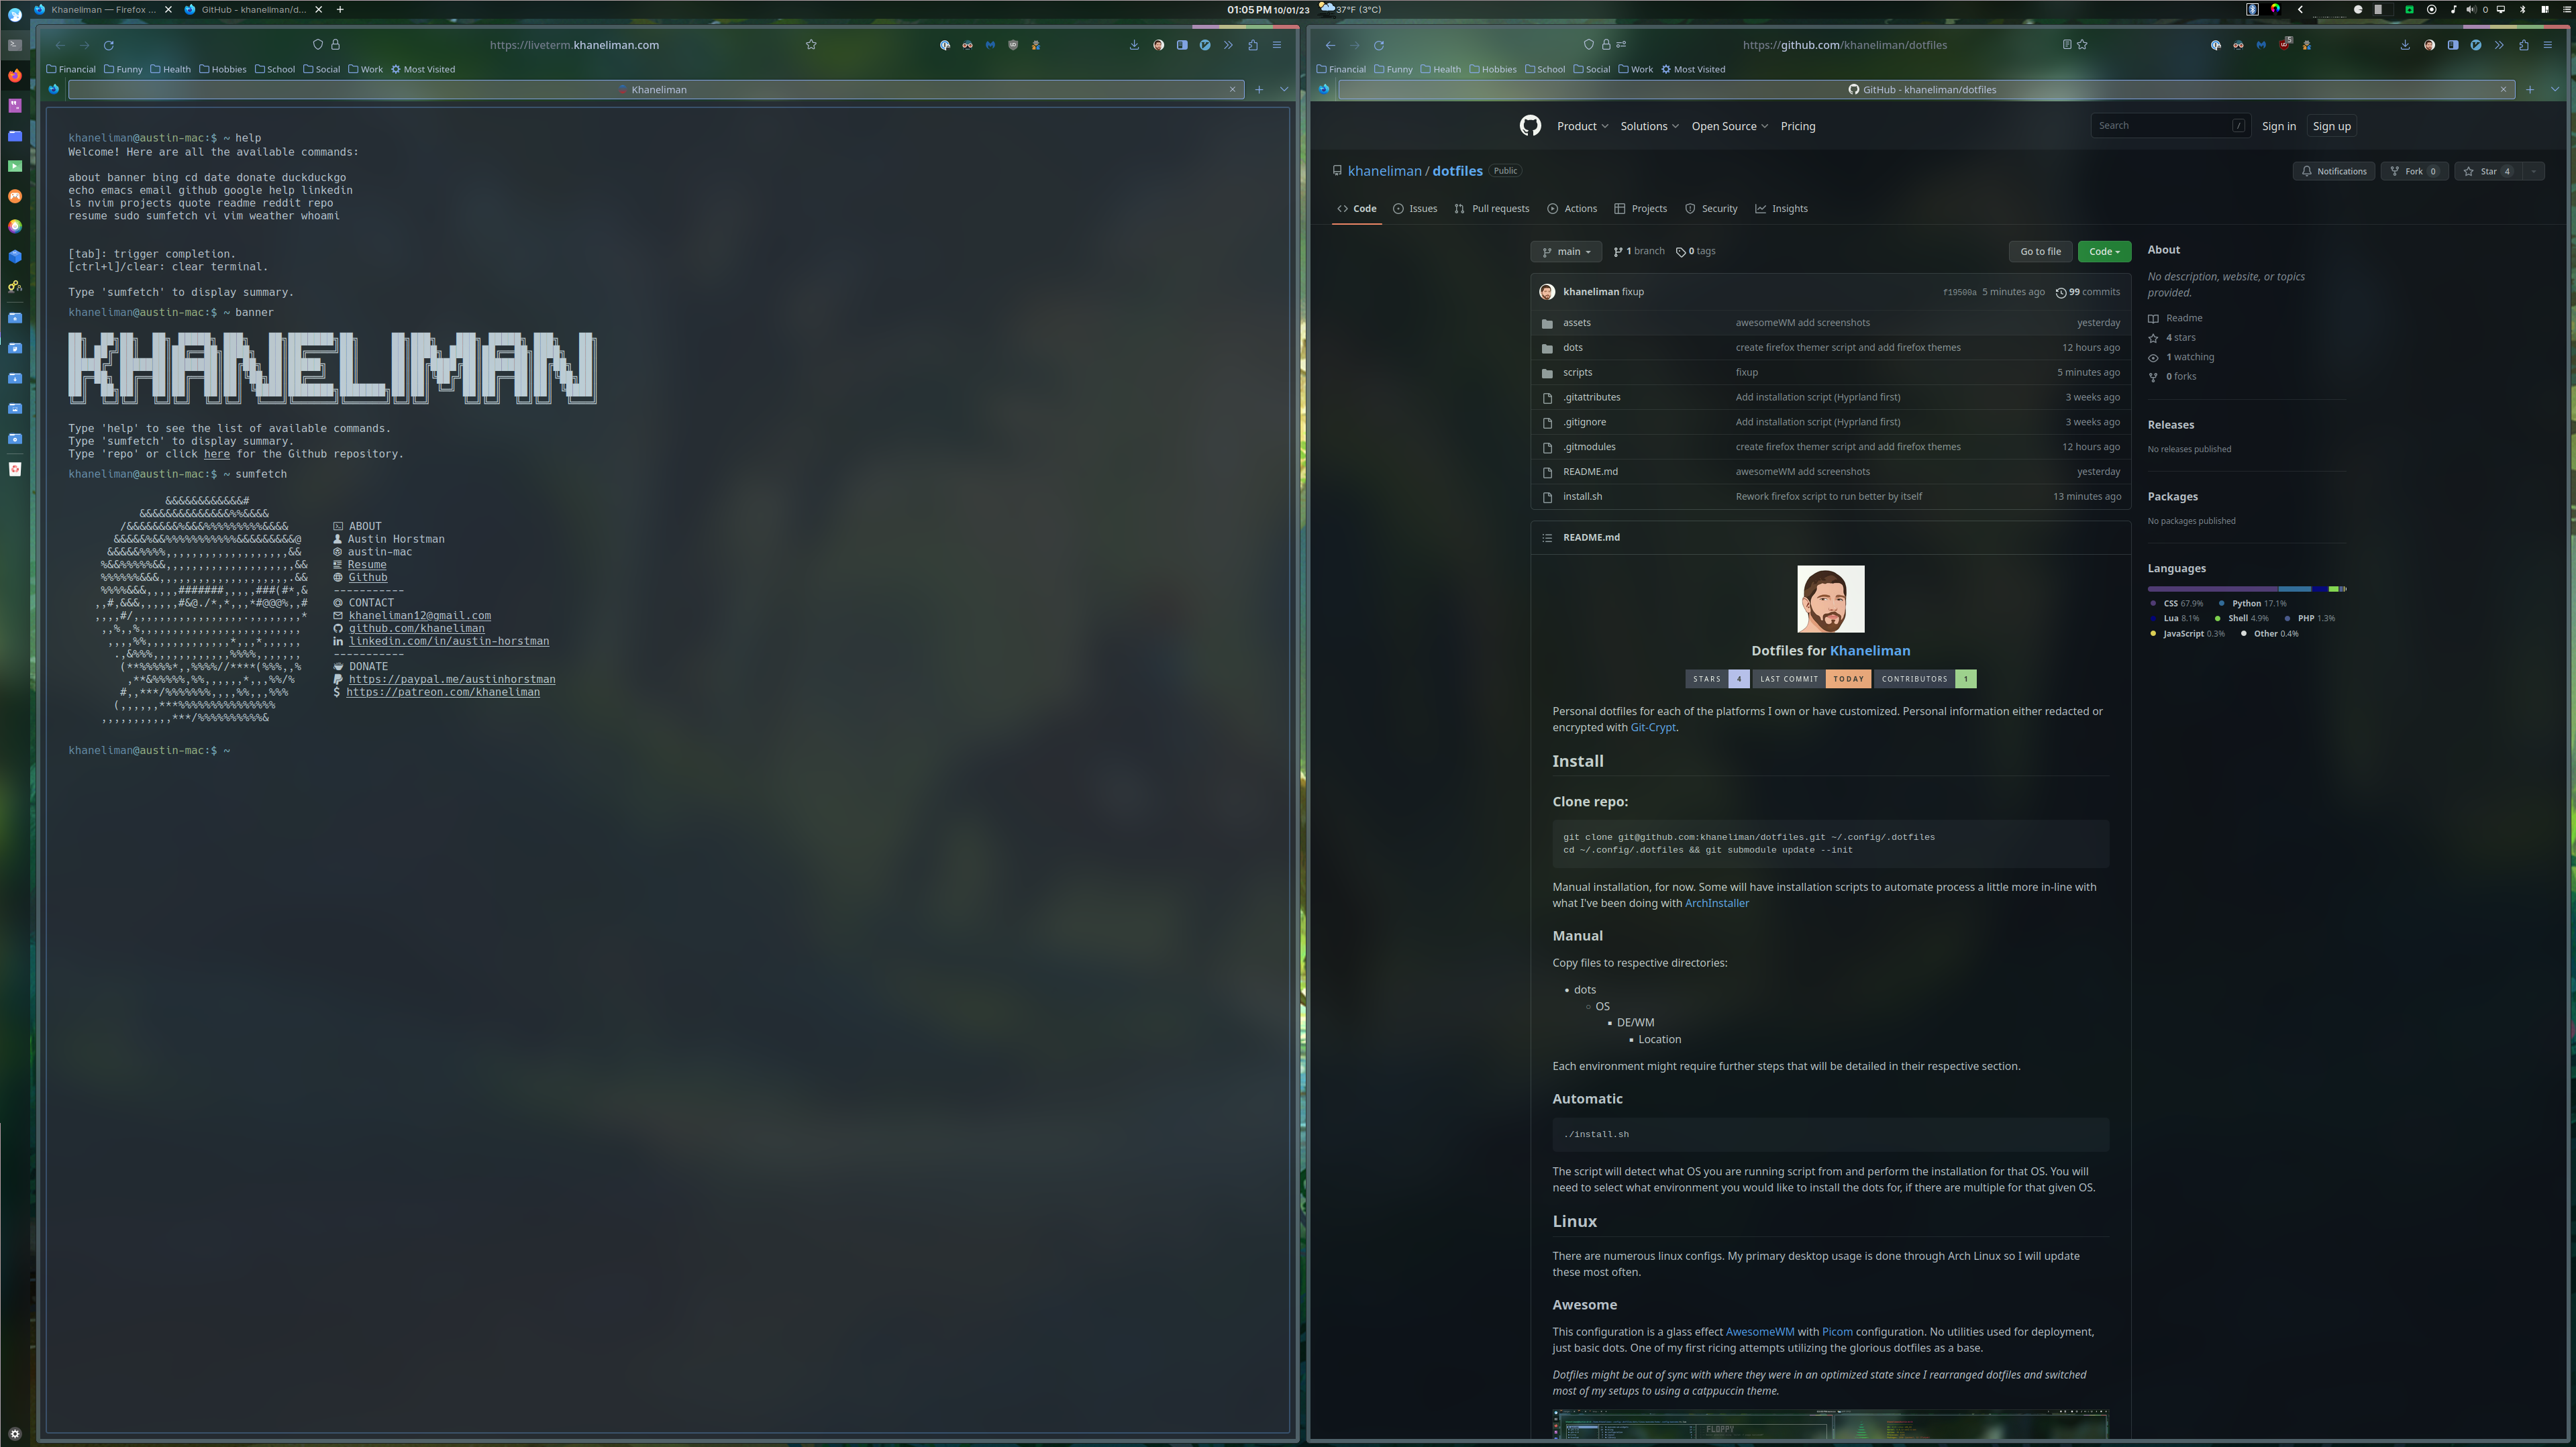 Khaneliman — Firefox ...
GitHub - khaneliman/d...
01:05 PM 10/01/23 37°F (3°C)
0
https://liveterm.khaneliman.com
Financial Funny Health Hobbies School Social Work Most Visited
Khaneliman
khaneliman@austin-mac:$ ~ help
Welcome! Here are all the available commands:
about banner bing cd date donate duckduckgo
echo emacs email github google help linkedin
ls nvim projects quote readme reddit repo
resume sudo sumfetch vi vim weather whoami
[tab]: trigger completion.
[ctrl+l]/clear: clear terminal.
Type 'sumfetch' to display summary.
khaneliman@austin-mac:$ ~ banner
KHANELIMAN
Type 'help' to see the list of available commands.
Type 'sumfetch' to display summary.
Type 'repo' or click here for the Github repository.
khaneliman@austin-mac:$ ~ sumfetch
ABOUT
Austin Horstman
austin-mac
Resume
Github
-----------
CONTACT
khaneliman12@gmail.com
github.com/khaneliman
linkedin.com/in/austin-horstman
-----------
DONATE
https://paypal.me/austinhorstman
https://patreon.com/khaneliman
khaneliman@austin-mac:$ ~
https://github.com/khaneliman/dotfiles
5
Financial Funny Health Hobbies School Social Work Most Visited
GitHub - khaneliman/dotfiles
Product Solutions Open Source Pricing
Search /
Sign in Sign up
khaneliman / dotfiles Public
Notifications Fork 0 Star 4
Code Issues Pull requests Actions Projects Security Insights
main 1 branch 0 tags
Go to file Code
khaneliman fixup f19500a 5 minutes ago 99 commits
assets awesomeWM add screenshots yesterday
dots create firefox themer script and add firefox themes 12 hours ago
scripts fixup 5 minutes ago
.gitattributes Add installation script (Hyprland first) 3 weeks ago
.gitignore Add installation script (Hyprland first) 3 weeks ago
.gitmodules create firefox themer script and add firefox themes 12 hours ago
README.md awesomeWM add screenshots yesterday
install.sh Rework firefox script to run better by itself 13 minutes ago
About
No description, website, or topics
provided.
Readme
4 stars
1 watching
0 forks
Releases
No releases published
Packages
No packages published
Languages
CSS 67.9% Python 17.1%
Lua 8.1% Shell 4.9% PHP 1.3%
JavaScript 0.3% Other 0.4%
README.md
Dotfiles for Khaneliman
STARS 4 LAST COMMIT TODAY CONTRIBUTORS 1
Personal dotfiles for each of the platforms I own or have customized. Personal information either redacted or
encrypted with Git-Crypt.
Install
Clone repo:
git clone git@github.com:khaneliman/dotfiles.git ~/.config/.dotfiles
cd ~/.config/.dotfiles && git submodule update --init
Manual installation, for now. Some will have installation scripts to automate process a little more in-line with
what I've been doing with ArchInstaller
Manual
Copy files to respective directories:
dots
OS
DE/WM
Location
Each environment might require further steps that will be detailed in their respective section.
Automatic
./install.sh
The script will detect what OS you are running script from and perform the installation for that OS. You will
need to select what environment you would like to install the dots for, if there are multiple for that given OS.
Linux
There are numerous linux configs. My primary desktop usage is done through Arch Linux so I will update
these most often.
Awesome
This configuration is a glass effect AwesomeWM with Picom configuration. No utilities used for deployment,
just basic dots. One of my first ricing attempts utilizing the glorious dotfiles as a base.
Dotfiles might be out of sync with where they were in an optimized state since I rearranged dotfiles and switched
most of my setups to using a catppuccin theme.
FLOPPY